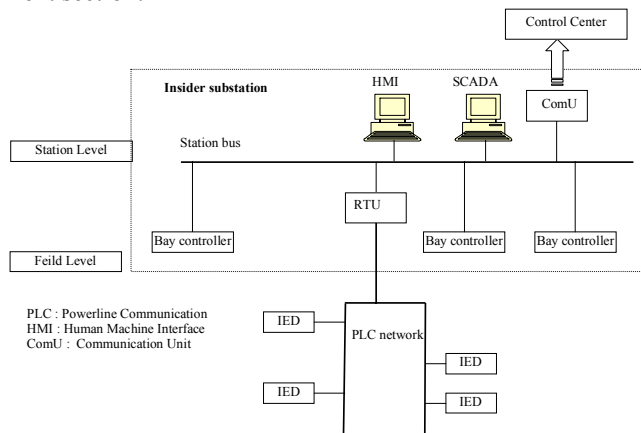 Control Center
Insider substation
HMI
SCADA
ComU
Station Level
Station bus
RTU
Bay controller
Bay controller
Bay controller
Feild Level
PLC : Powerline Communication
HMI : Human Machine Interface
ComU : Communication Unit
IED
PLC network
IED
IED
IED